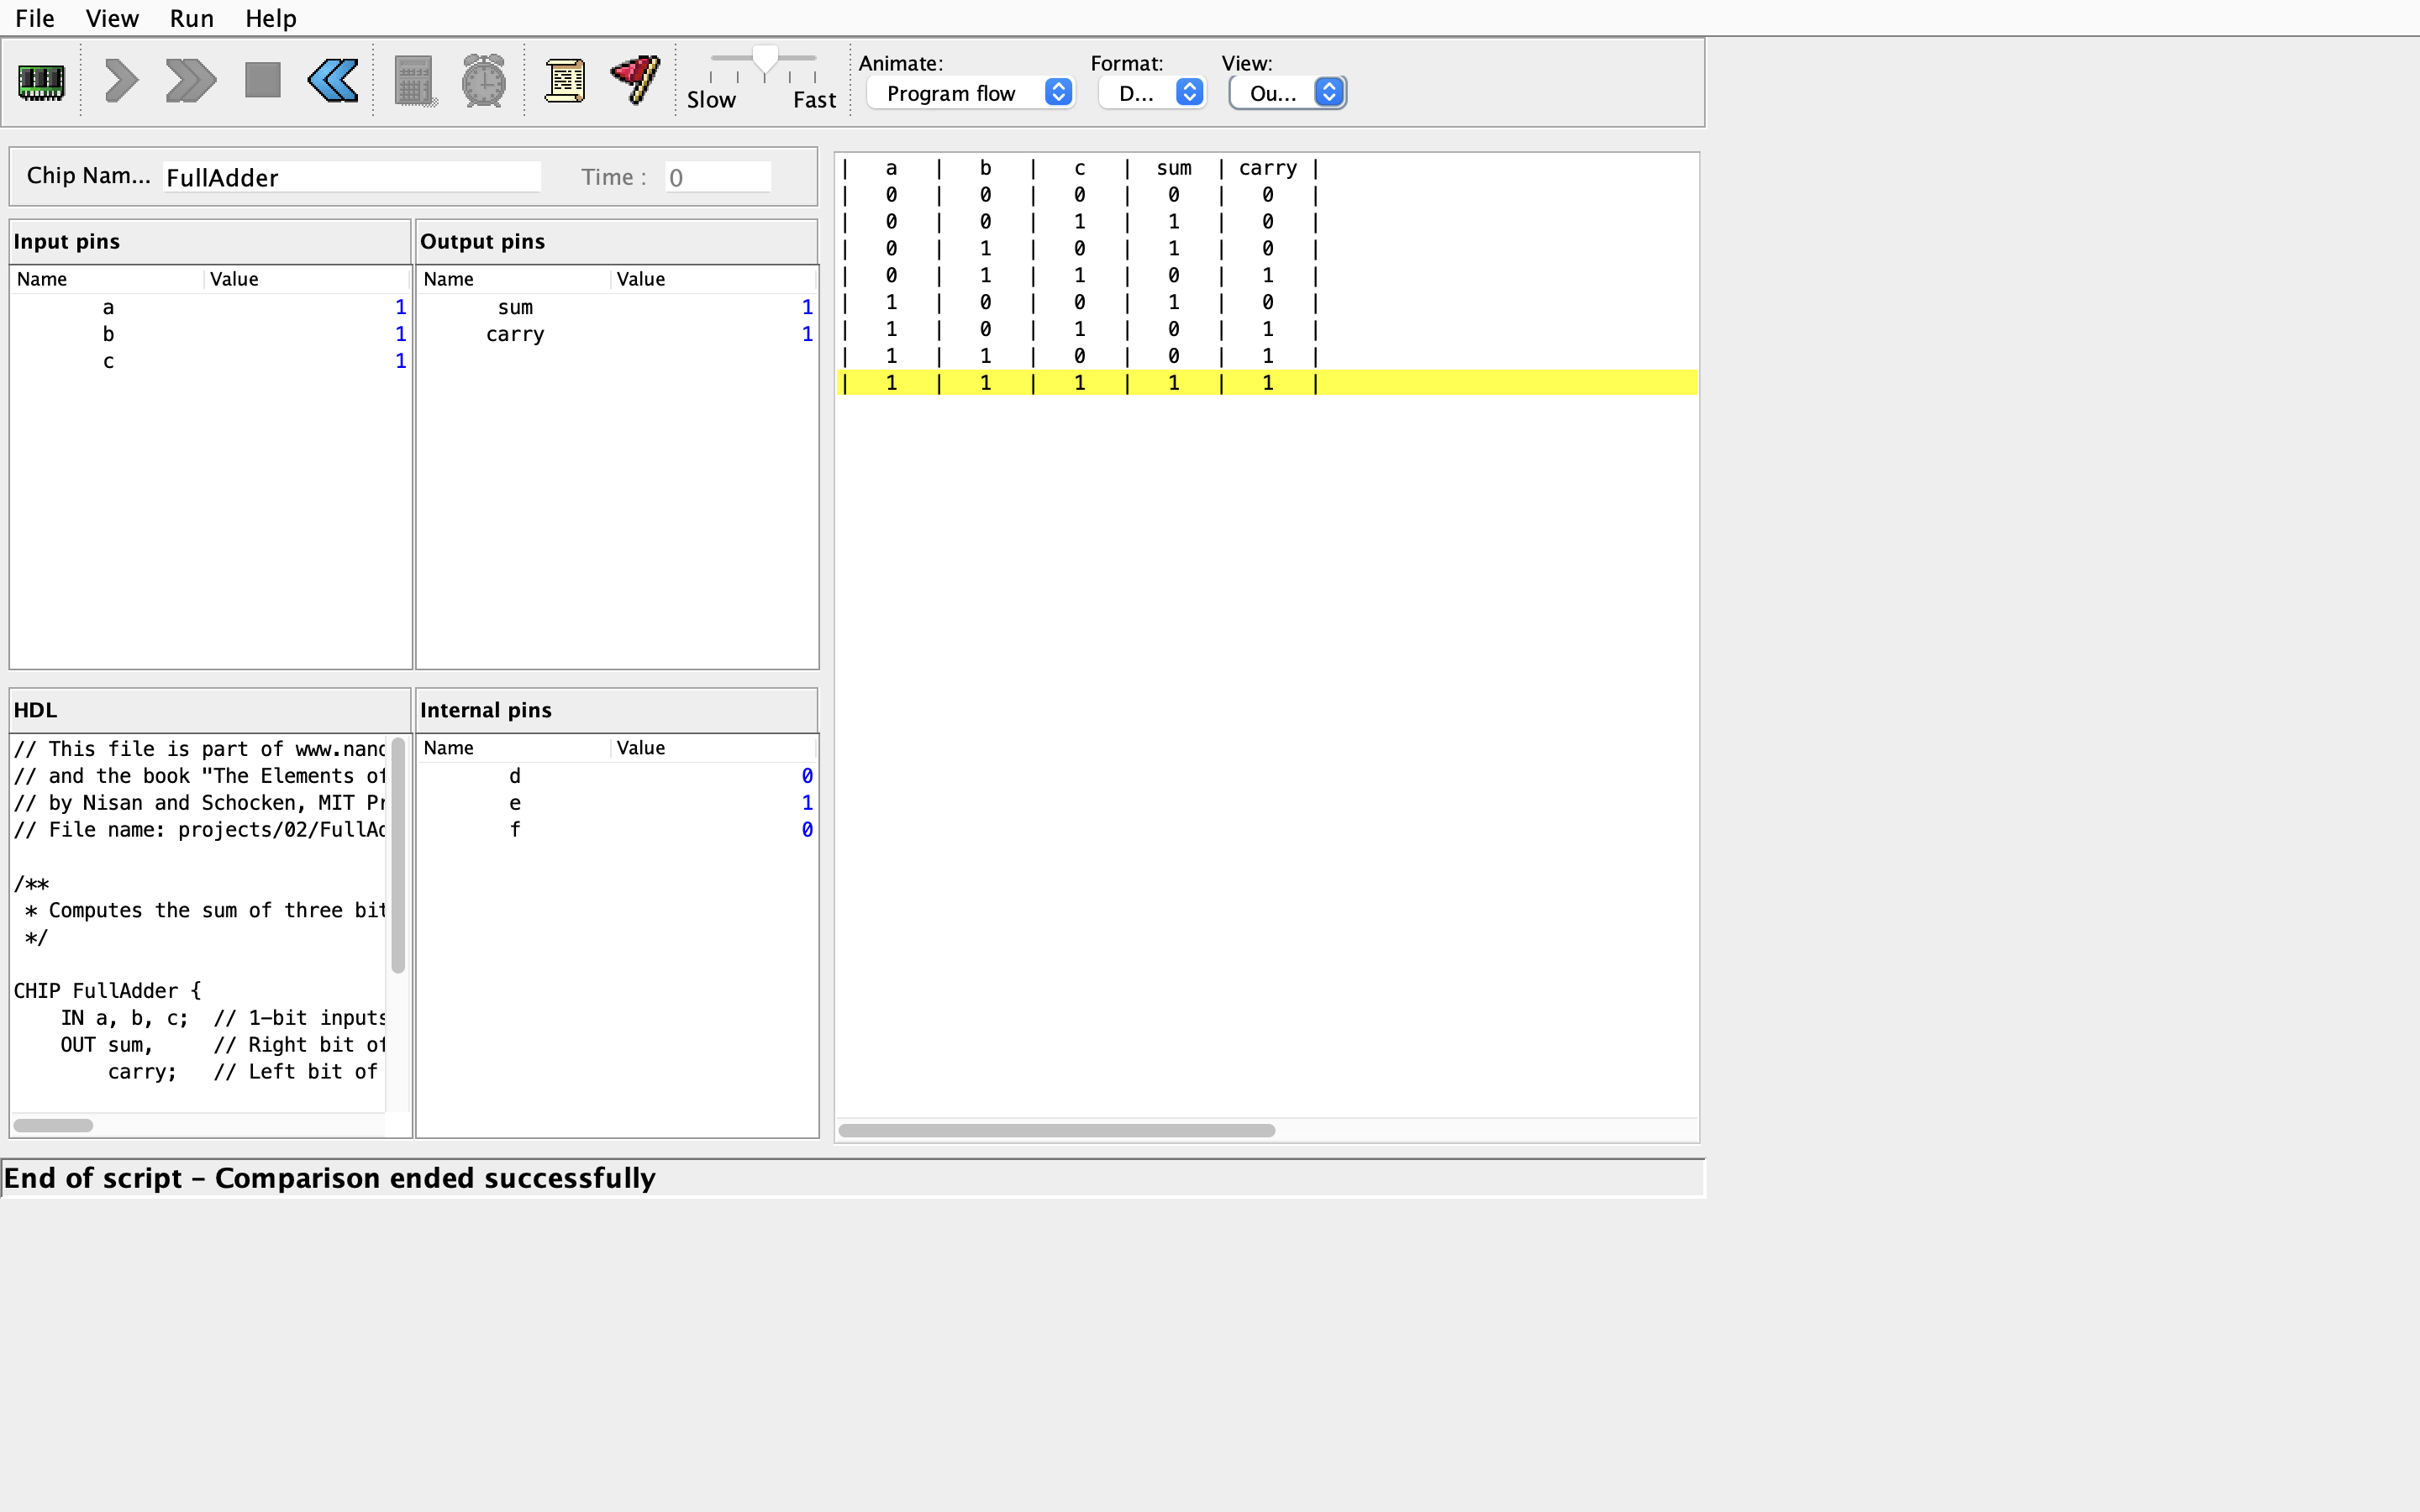 File View Run Help
Slow Fast
Animate: Format: View:
Program flow D... Ou...
Chip Nam... FullAdder Time : 0
Input pins
Name Value
a 1
b 1
c 1
Output pins
Name Value
sum 1
carry 1
HDL
// This file is part of www.nand
// and the book "The Elements of
// by Nisan and Schocken, MIT Pr
// File name: projects/02/FullAd
/**
* Computes the sum of three bit
*/
CHIP FullAdder {
IN a, b, c; // 1-bit inputs
OUT sum, // Right bit of
carry; // Left bit of
Internal pins
Name Value
d 0
e 1
f 0
| a | b | c | sum | carry |
| 0 | 0 | 0 | 0 | 0 |
| 0 | 0 | 1 | 1 | 0 |
| 0 | 1 | 0 | 1 | 0 |
| 0 | 1 | 1 | 0 | 1 |
| 1 | 0 | 0 | 1 | 0 |
| 1 | 0 | 1 | 0 | 1 |
| 1 | 1 | 0 | 0 | 1 |
| 1 | 1 | 1 | 1 | 1 |
End of script - Comparison ended successfully